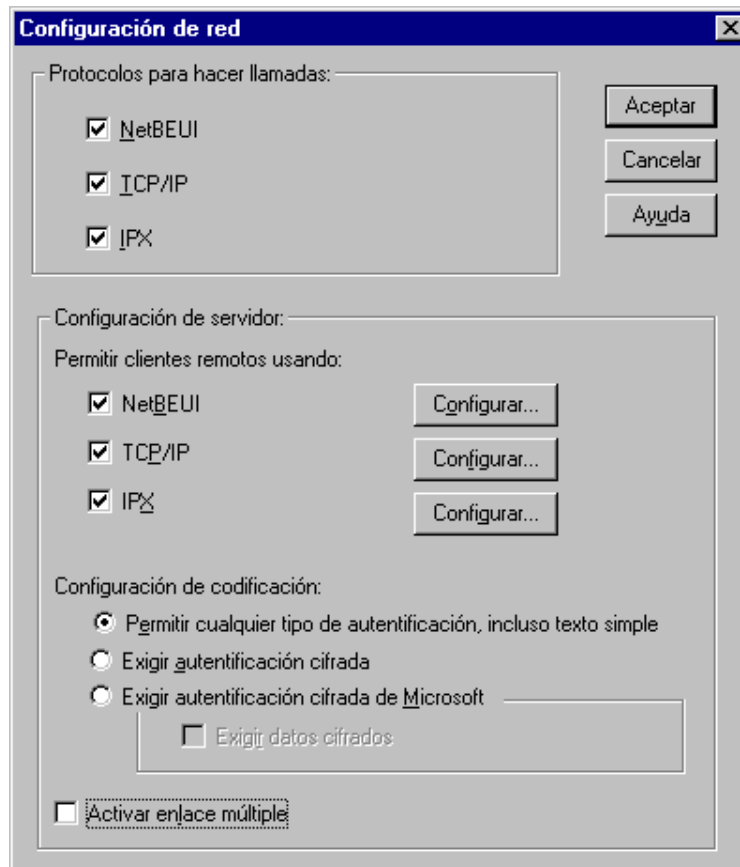 Configuración de red
Protocolos para hacer llamadas:
NetBEUI
TCP/IP
IPX
Aceptar
Cancelar
Ayuda
Configuración de servidor:
Permitir clientes remotos usando:
NetBEUI
Configurar...
TCP/IP
Configurar...
IPX
Configurar...
Configuración de codificación:
Permitir cualquier tipo de autentificación, incluso texto simple
Exigir autentificación cifrada
Exigir autentificación cifrada de Microsoft
Exigir datos cifrados
Activar enlace múltiple